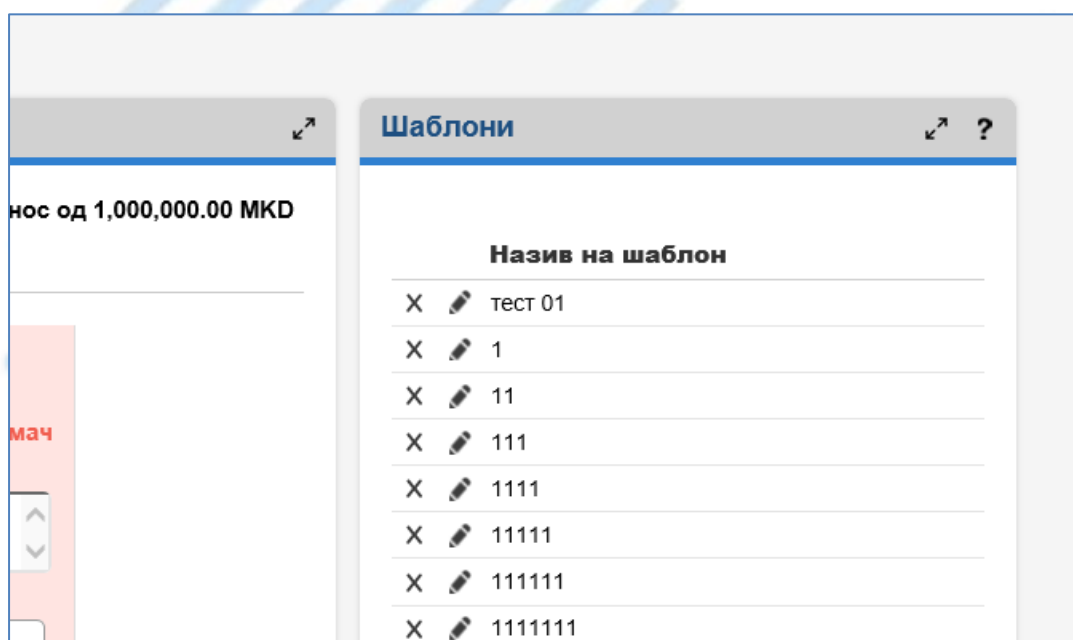 Шаблони
?
нос од 1,000,000.00 MKD
мач
Назив на шаблон
X тест 01
X 1
X 11
X 111
X 1111
X 11111
X 111111
X 1111111